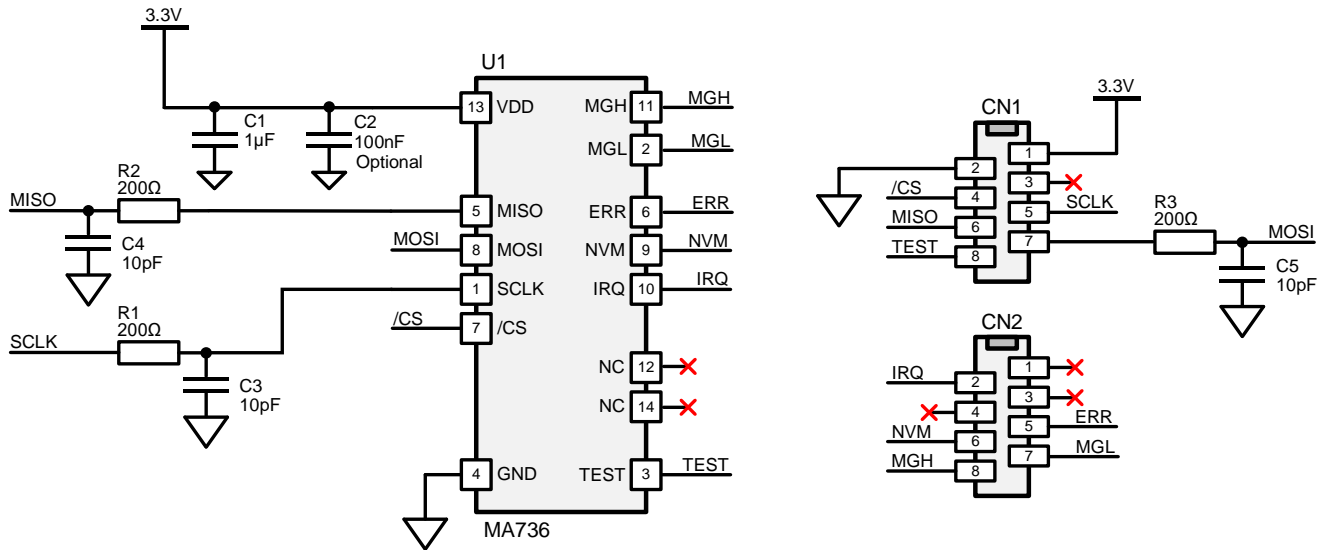 3.3V
U1
C1
1µF
C2
100nF
Optional
13 VDD
MGH 11 MGH
MGL 2 MGL
R2
200Ω
MISO
5 MISO
ERR 6 ERR
C4
10pF
MOSI
8 MOSI
NVM 9 NVM
1 SCLK
IRQ 10 IRQ
R1
200Ω
SCLK
/CS
7 /CS
C3
10pF
NC 12
NC 14
4 GND
TEST 3 TEST
MA736
3.3V
CN1
1
2
3
/CS
4
5
SCLK
MISO
6
7
TEST
8
R3
200Ω
MOSI
C5
10pF
CN2
1
IRQ
2
3
4
5
ERR
NVM
6
7
MGL
MGH
8